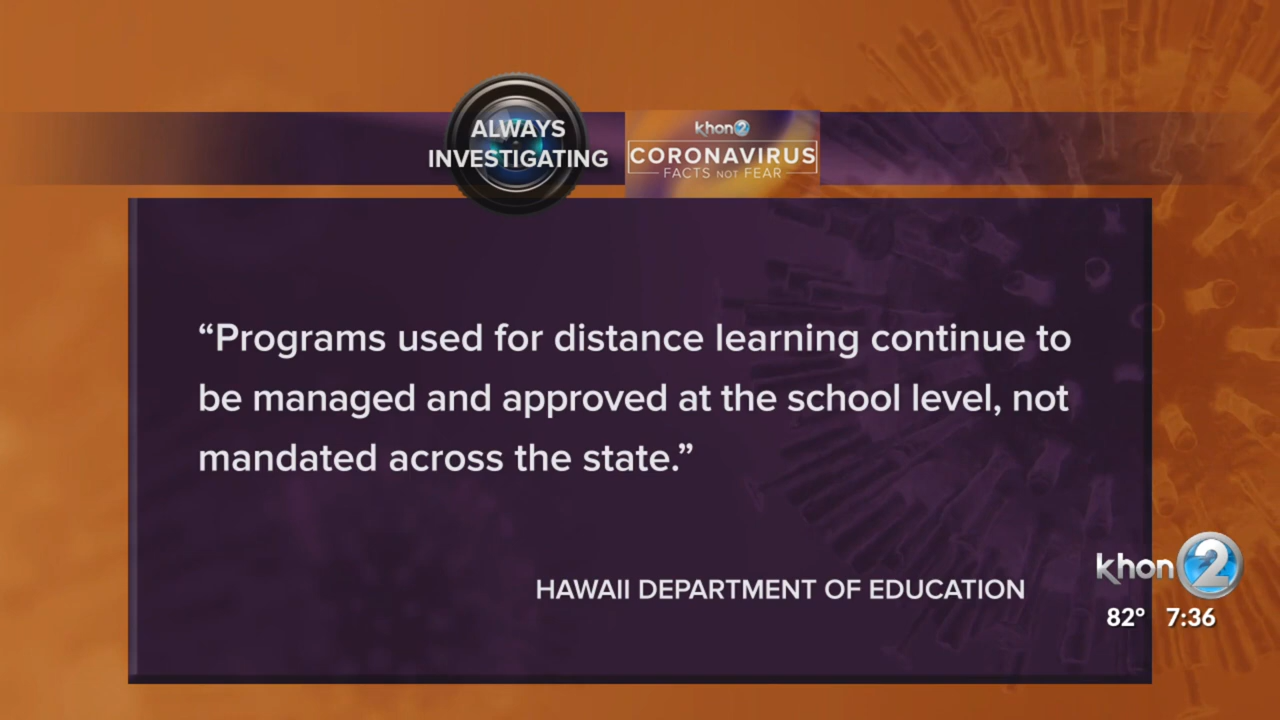 ALWAYS
INVESTIGATING
khon2
CORONAVIRUS
FACTS NOT FEAR
“Programs used for distance learning continue to
be managed and approved at the school level, not
mandated across the state.”
HAWAII DEPARTMENT OF EDUCATION
khon2
82° 7:36